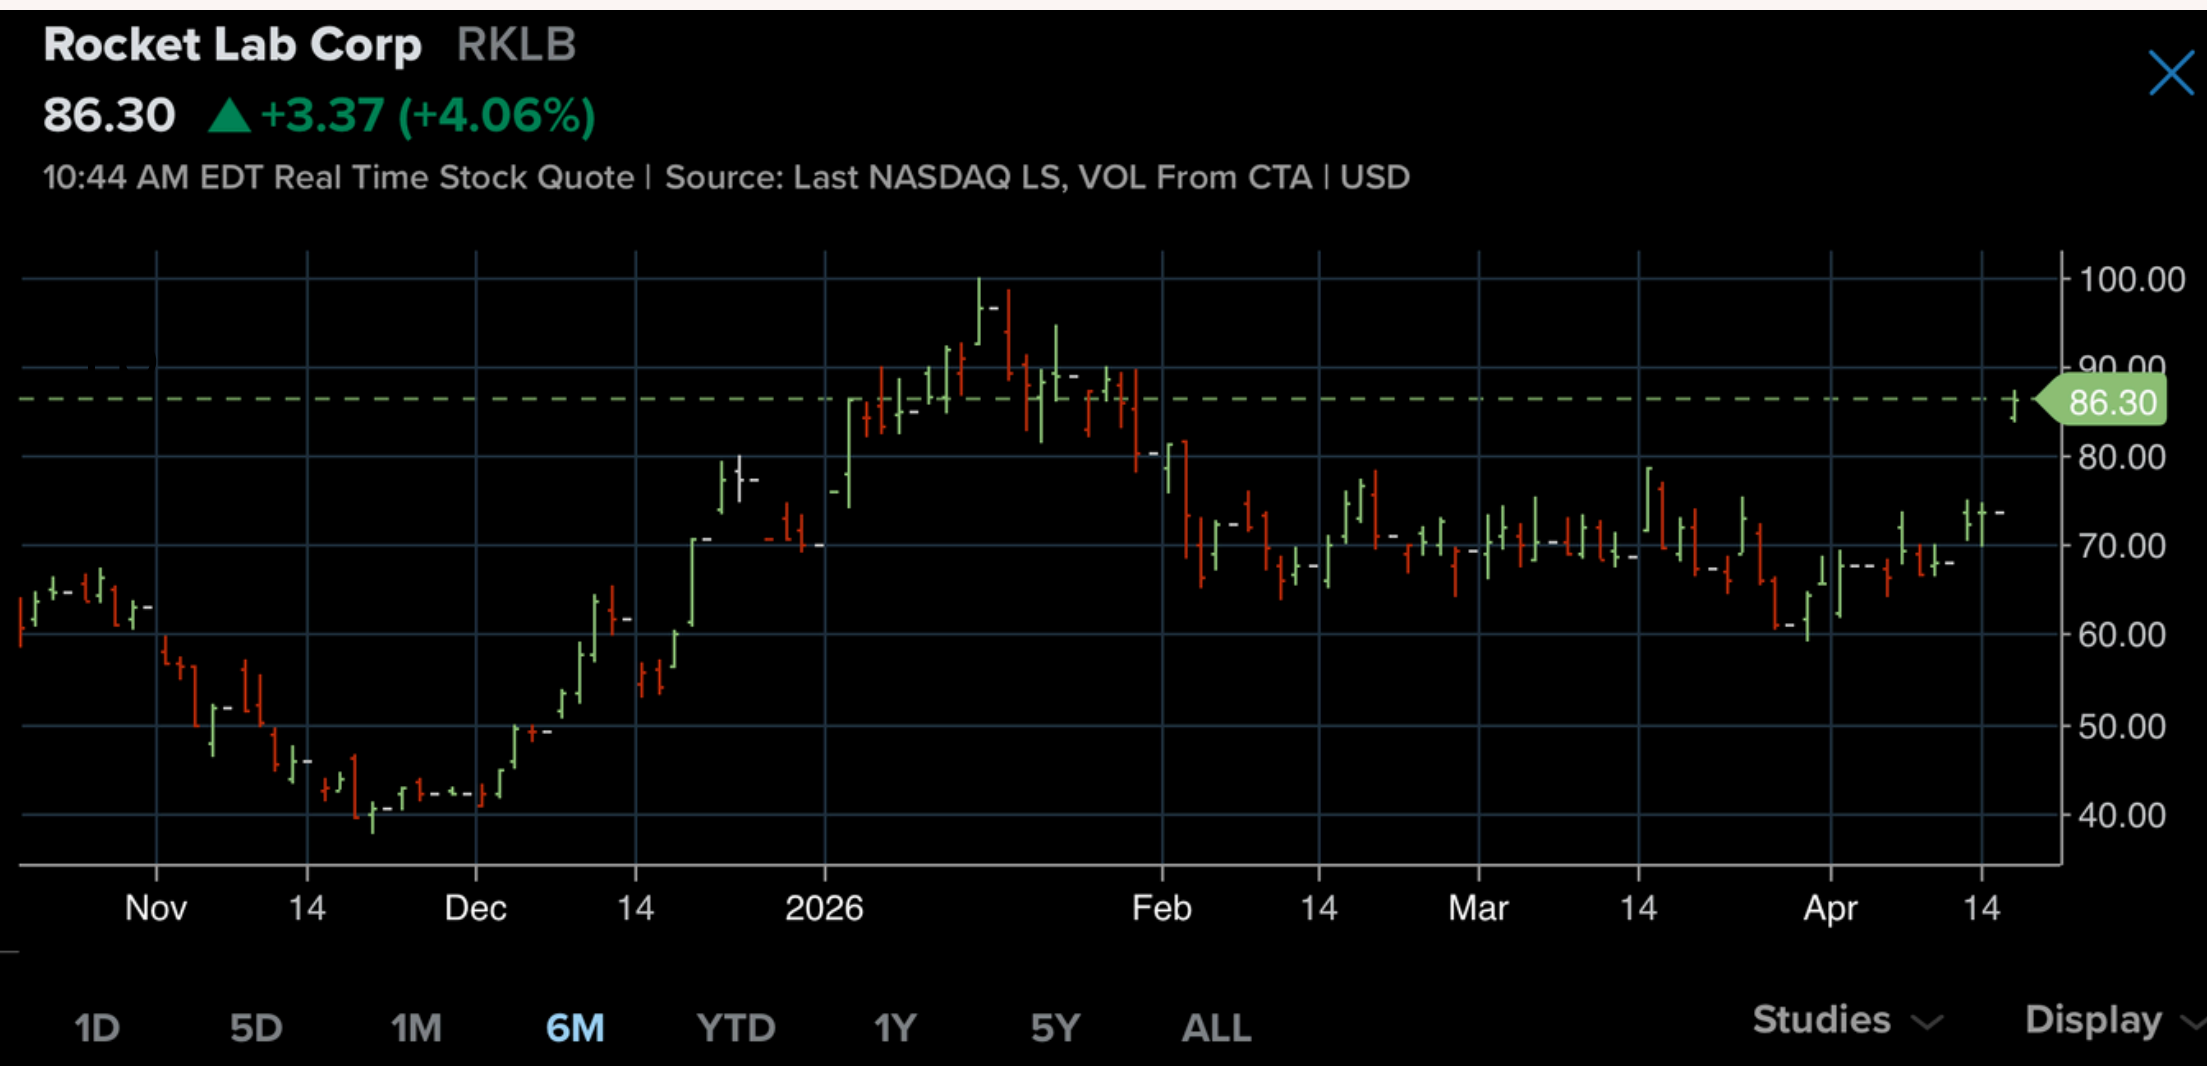 Rocket Lab Corp RKLB
86.30 ▲ +3.37 (+4.06%)
10:44 AM EDT Real Time Stock Quote | Source: Last NASDAQ LS, VOL From CTA | USD
100.00
90.00
86.30
80.00
70.00
60.00
50.00
40.00
Nov 14 Dec 14 2026 Feb 14 Mar 14 Apr 14
1D 5D 1M 6M YTD 1Y 5Y ALL Studies Display